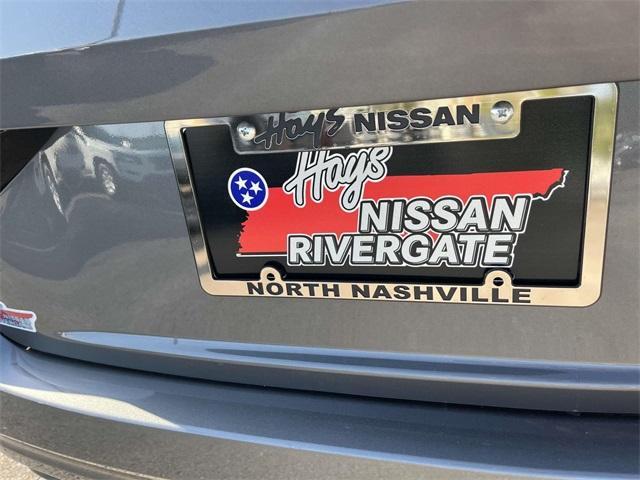 Hays NISSAN
Hays
NISSAN
RIVERGATE
NORTH NASHVILLE